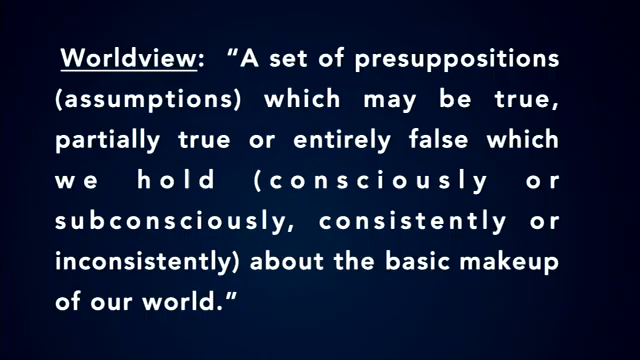 Worldview: "A set of presuppositions
(assumptions) which may be true,
partially true or entirely false which
we hold (consciously or
subconsciously, consistently or
inconsistently) about the basic makeup
of our world."